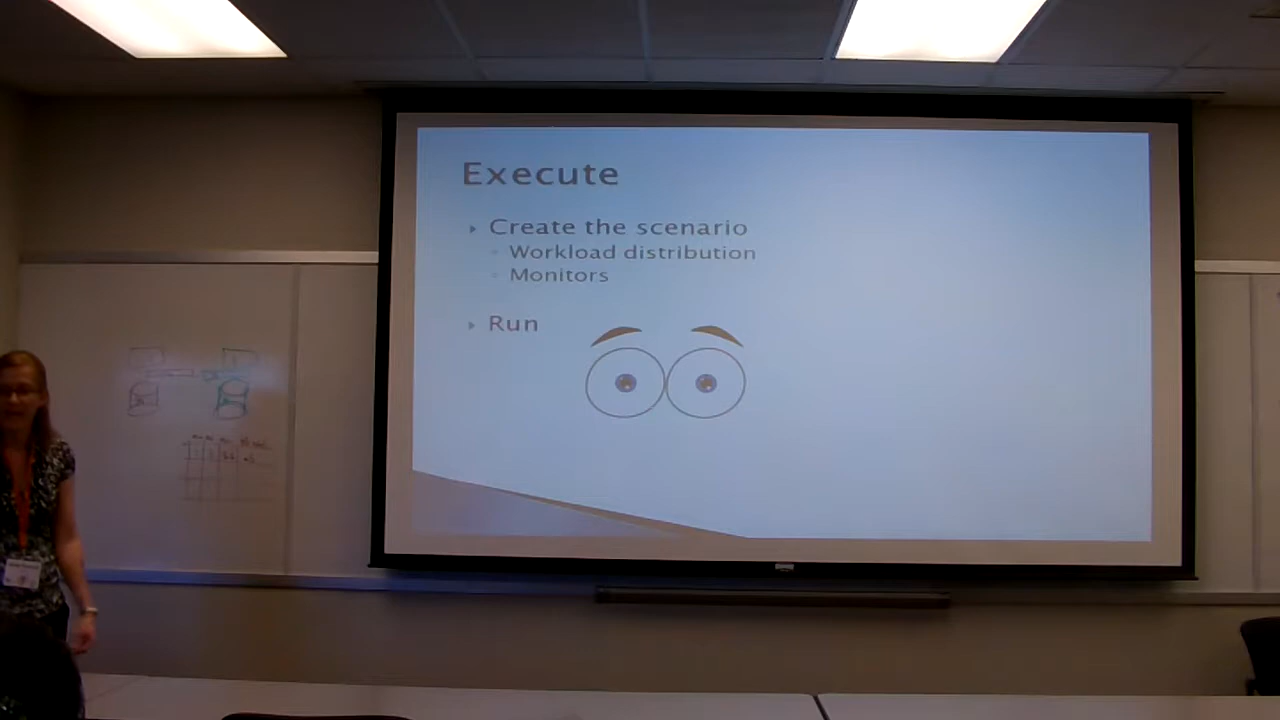 Execute
Create the scenario
Workload distribution
Monitors
Run